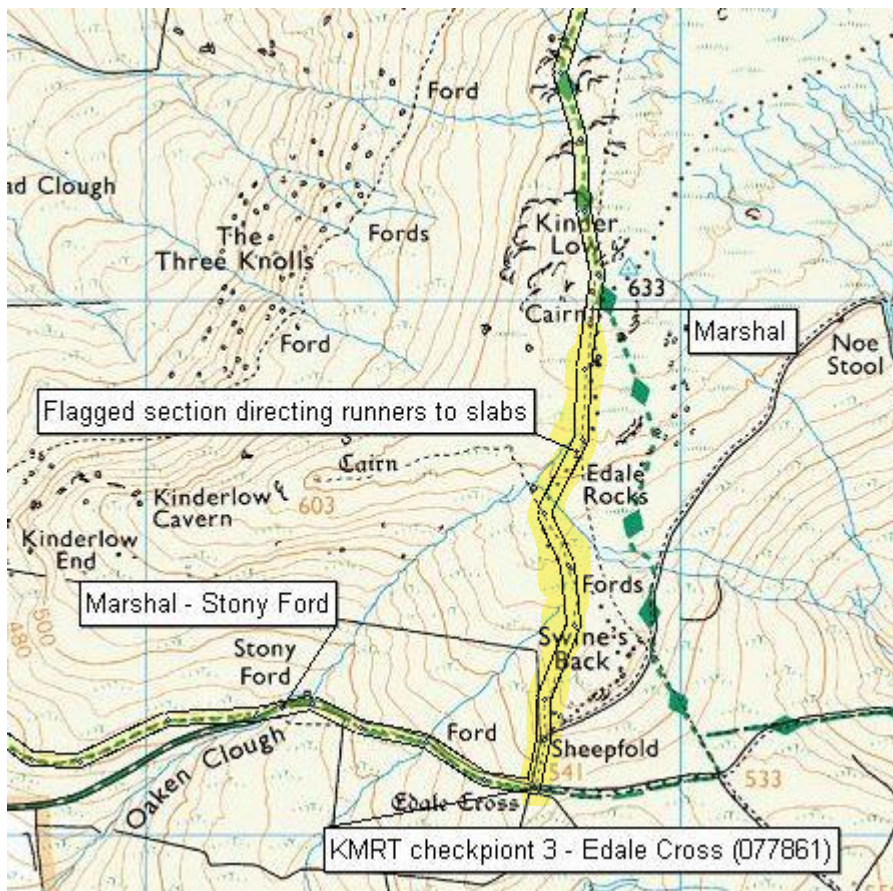 Ford
ad Clough
Fords
The
Three Knolls
Kinder
Lo
633
Cairn
Marshal
Ford
Noe
Stool
Flagged section directing runners to slabs
Cairn
Edale
Rocks
Kinderlow
Cavern
603
Kinderlow
End
Fords
Marshal - Stony Ford
500
480
Swine's
Back
Stony
Ford
Ford
Sheepfold
Oaken Clough
541
533
Edale Cross
KMRT checkpiont 3 - Edale Cross (077861)